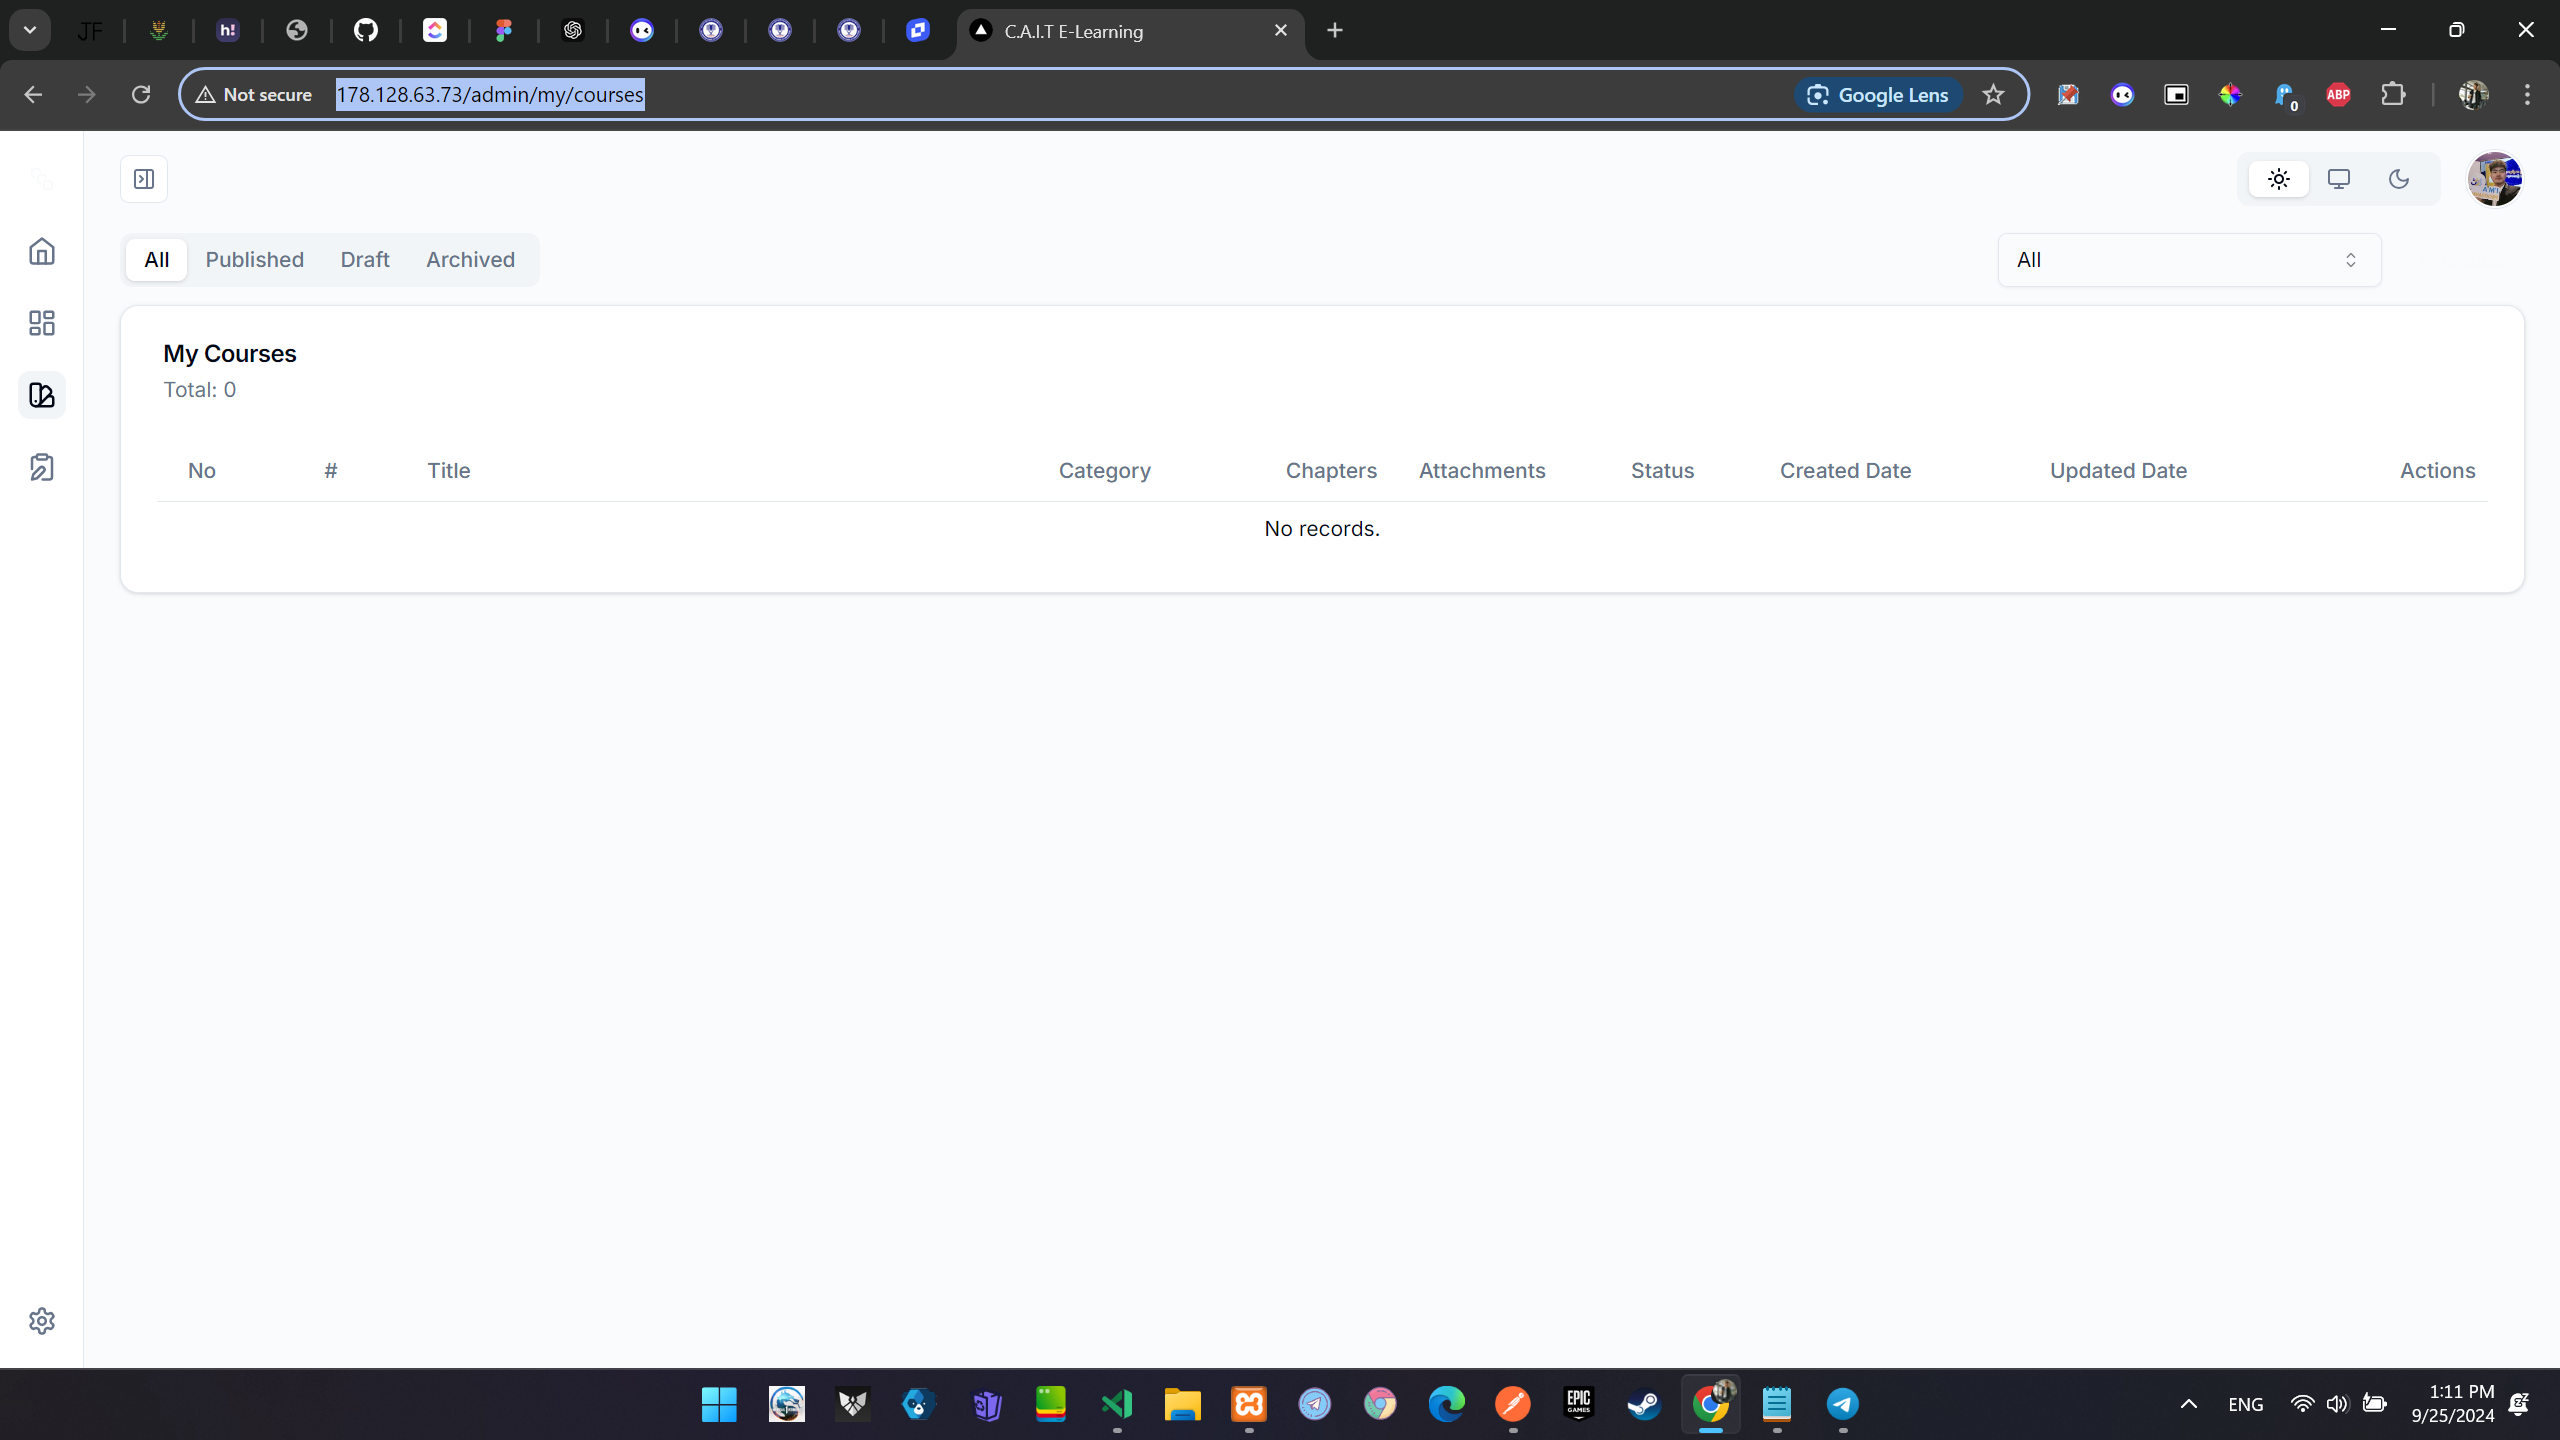 JF
h!
C.A.I.T E-Learning
Not secure
178.128.63.73/admin/my/courses
Google Lens
0
ABP
All
Published
Draft
Archived
All
My Courses
Total: 0
No
#
Title
Category
Chapters
Attachments
Status
Created Date
Updated Date
Actions
No records.
EPIC
GAMES
ENG
1:11 PM
9/25/2024